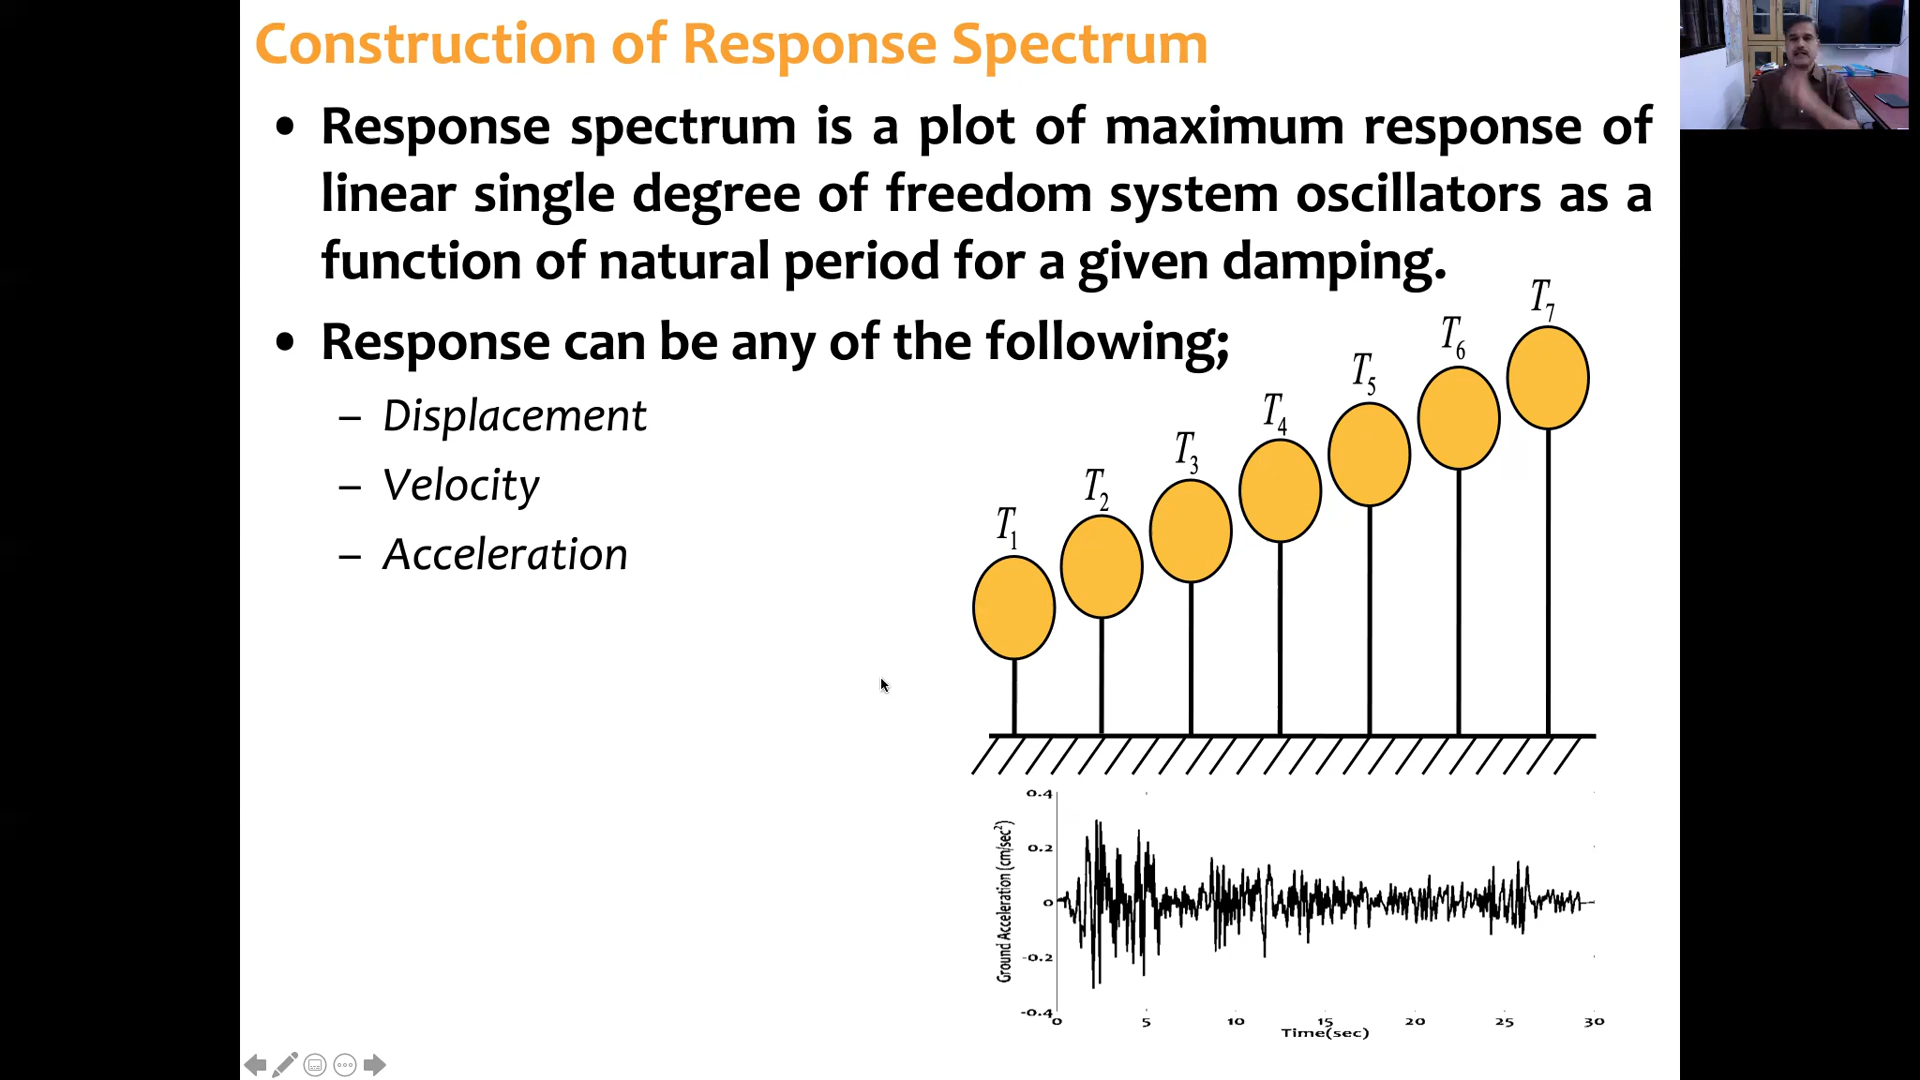 Construction of Response Spectrum
• Response spectrum is a plot of maximum response of
linear single degree of freedom system oscillators as a
function of natural period for a given damping.
• Response can be any of the following;
– Displacement
– Velocity
– Acceleration
T1
T2
T3
T4
T5
T6
T7
Ground Acceleration (cm/sec²)
0.4
0.2
0
-0.2
-0.4
0 5 10 15 20 25 30
Time(sec)